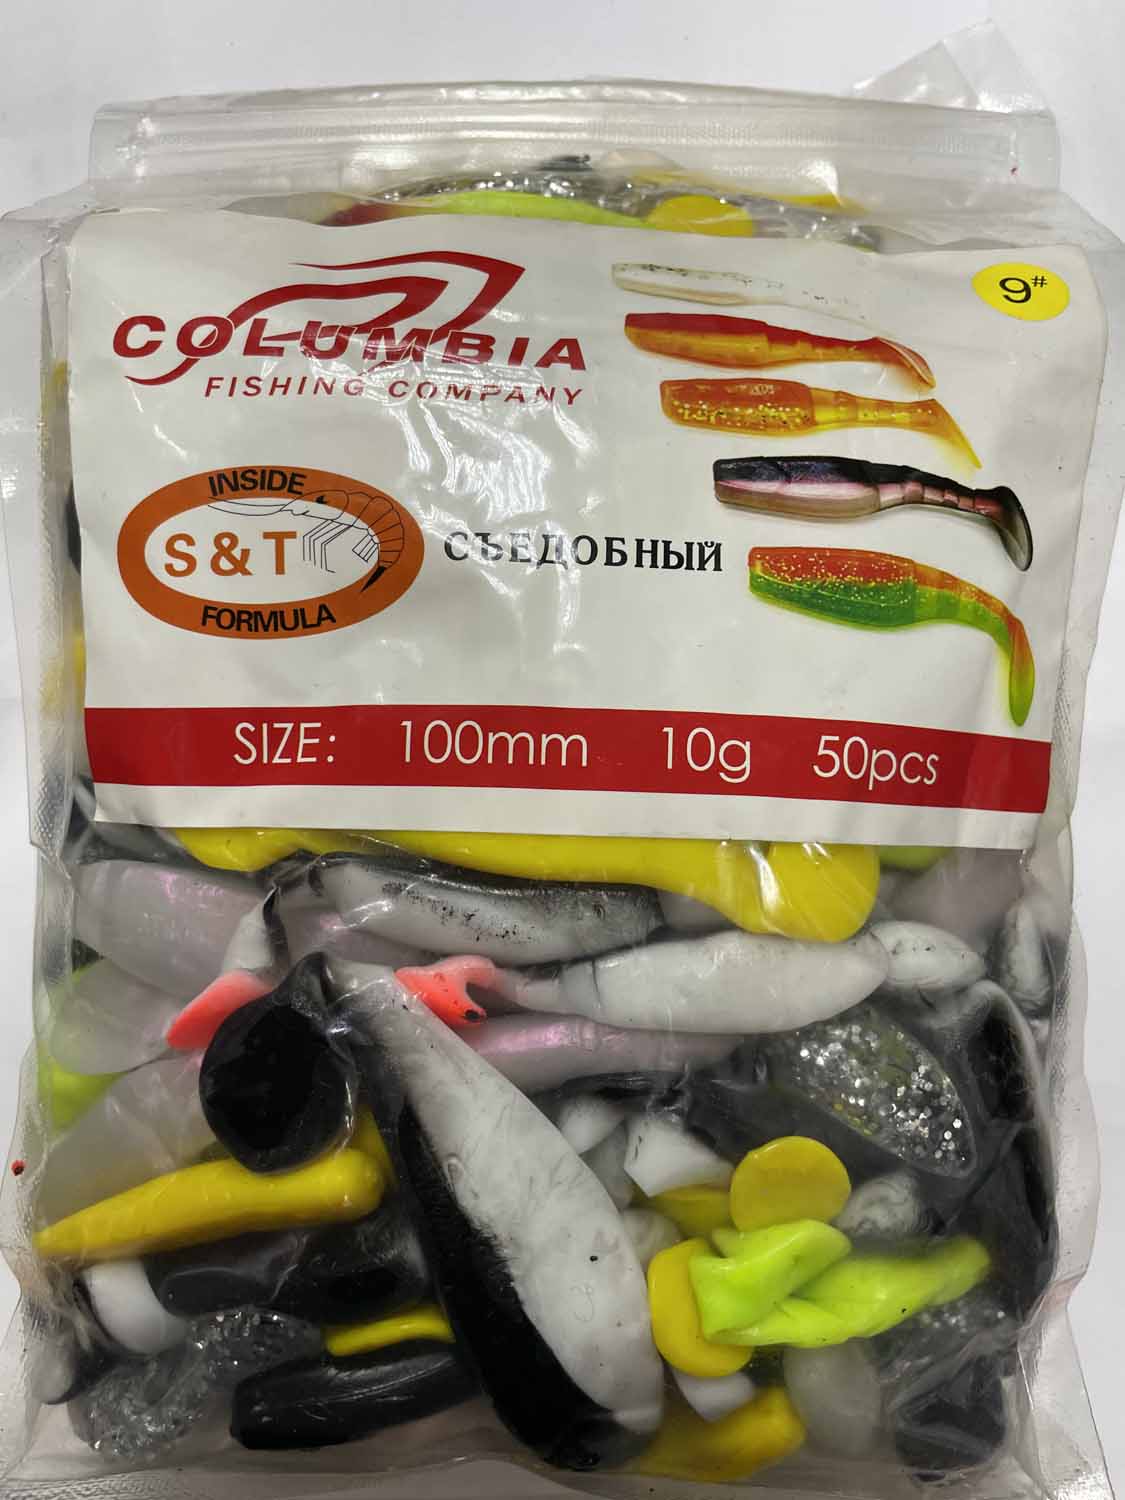 9#
COLUMBIA
FISHING COMPANY
INSIDE
S & T
FORMULA
СЪЕДОБНЫЙ
SIZE: 100mm 10g 50pcs